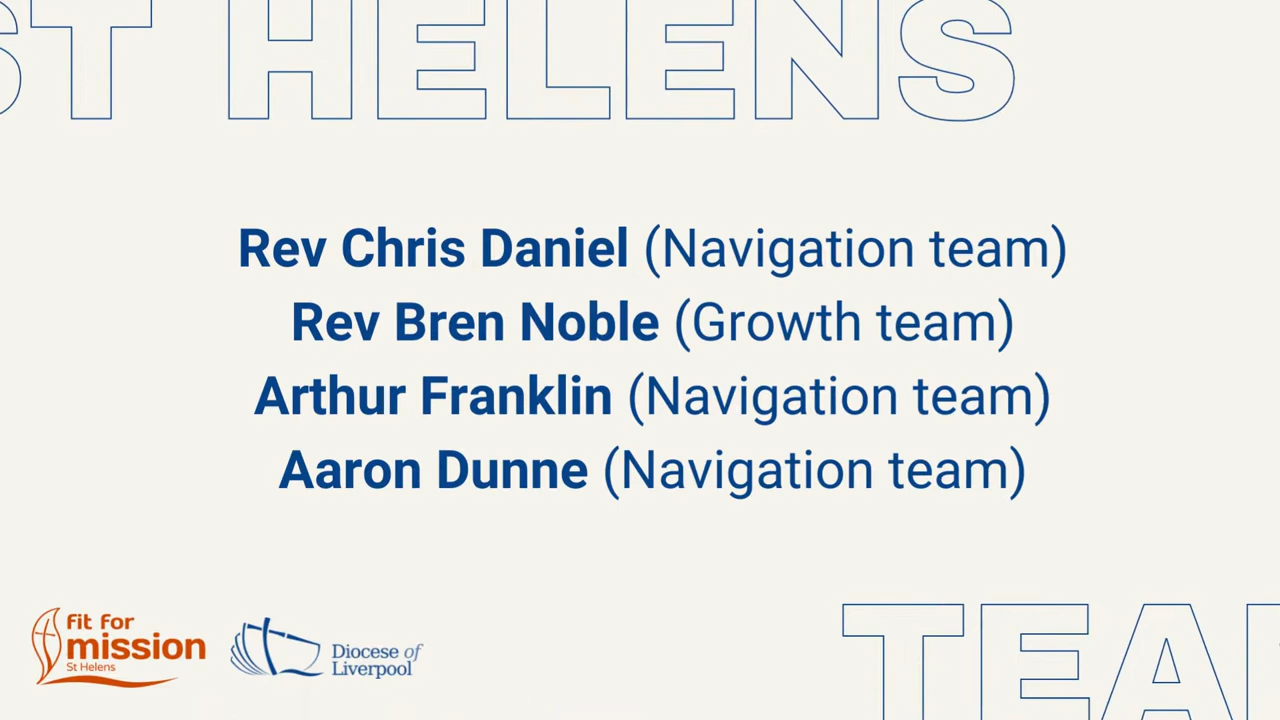 ST HELENS
Rev Chris Daniel (Navigation team)
Rev Bren Noble (Growth team)
Arthur Franklin (Navigation team)
Aaron Dunne (Navigation team)
fit for
mission
St Helens
Diocese of
Liverpool
TEA